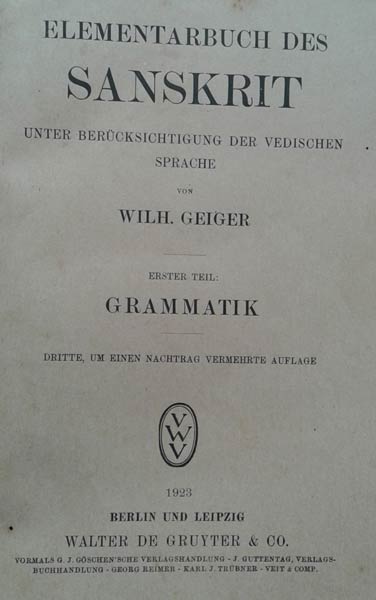 ELEMENTARBUCH DES
SANSKRIT
UNTER BERÜCKSICHTIGUNG DER VEDISCHEN
SPRACHE
VON
WILH. GEIGER
ERSTER TEIL:
GRAMMATIK
DRITTE, UM EINEN NACHTRAG VERMEHRTE AUFLAGE
VWV
1923
BERLIN UND LEIPZIG
WALTER DE GRUYTER & CO.
VORMALS G. J. GÖSCHEN'SCHE VERLAGSHANDLUNG - J. GUTTENTAG, VERLAGS-
BUCHHANDLUNG - GEORG REIMER - KARL J. TRÜBNER - VEIT & COMP.